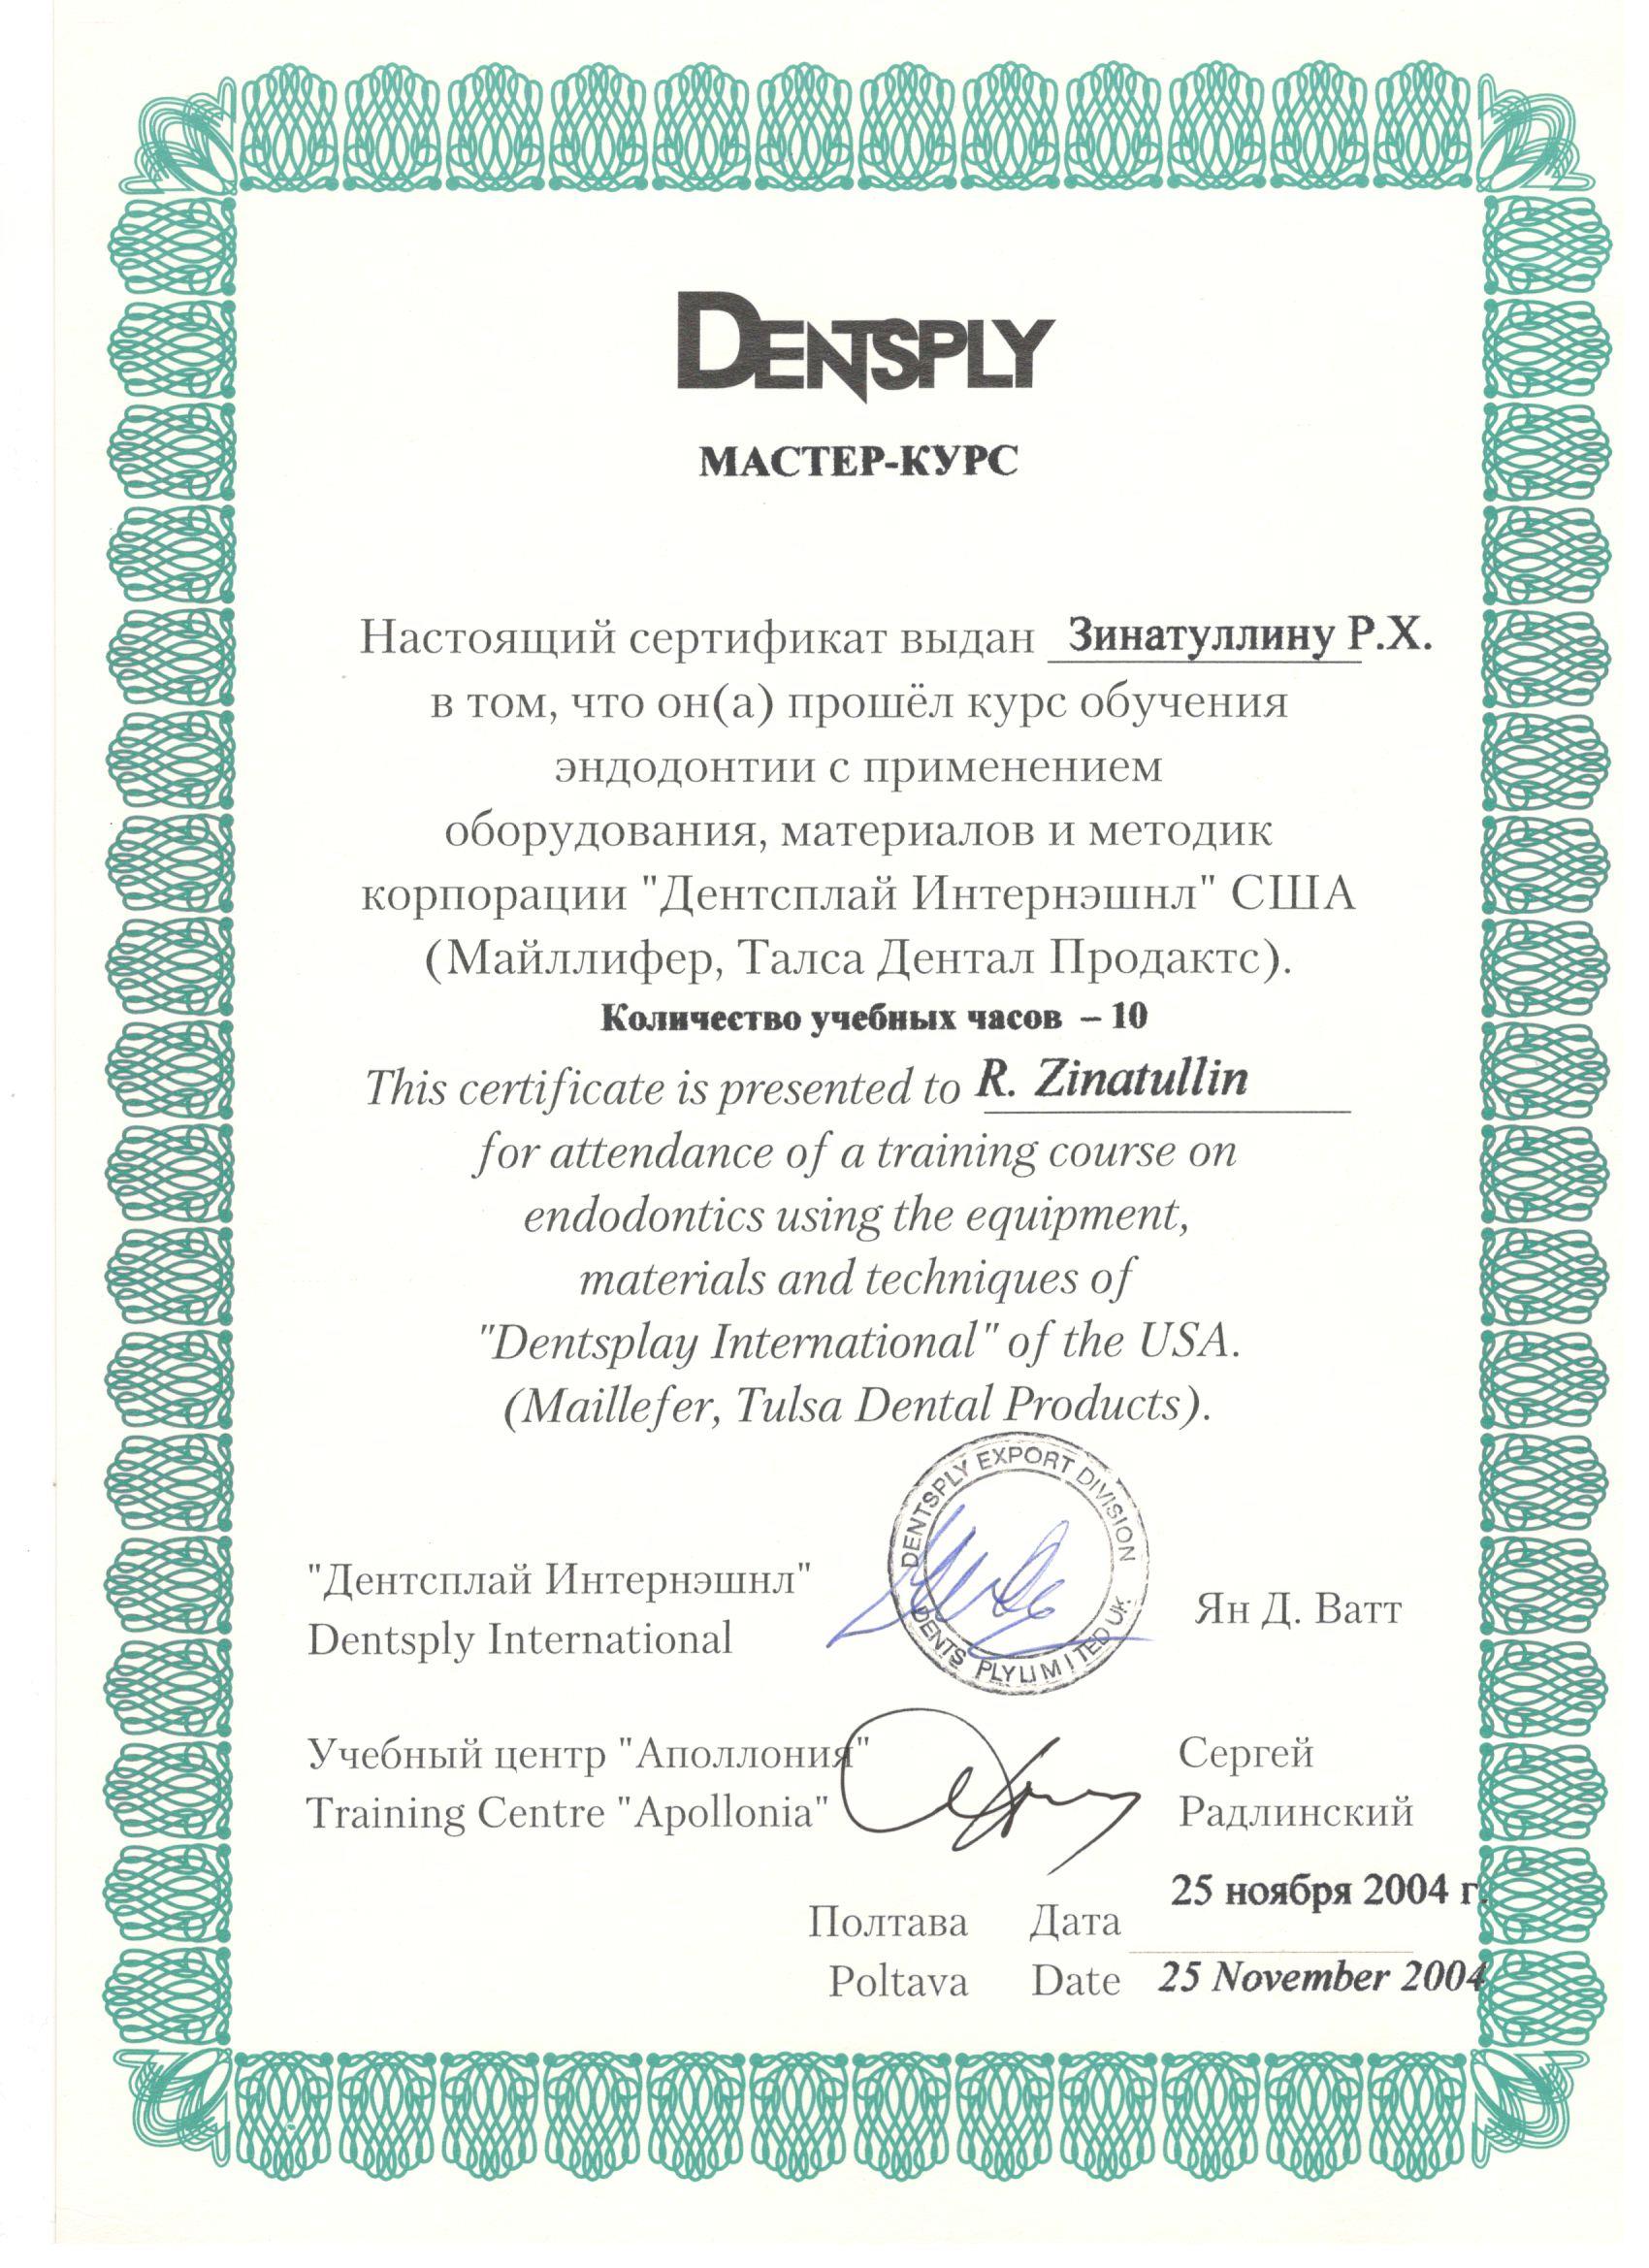 DENTSPLY
МАСТЕР-КУРС
Настоящий сертификат выдан Зинатуллину Р.Х.
в том, что он(а) прошёл курс обучения
эндодонтии с применением
оборудования, материалов и методик
корпорации "Дентсплай Интернэшнл" США
(Майллифер, Талса Дентал Продактс).
Количество учебных часов – 10
This certificate is presented to R. Zinatullin
for attendance of a training course on
endodontics using the equipment,
materials and techniques of
"Dentsplay International" of the USA.
(Maillefer, Tulsa Dental Products).
DENTSPLY EXPORT DIVISION
DENTS PLY LIMITED UK.
"Дентсплай Интернэшнл"
Dentsply International
Ян Д. Ватт
Учебный центр "Аполлония"
Training Centre "Apollonia"
Сергей
Радлинский
25 ноября 2004 г.
Полтава Дата
Poltava Date 25 November 2004